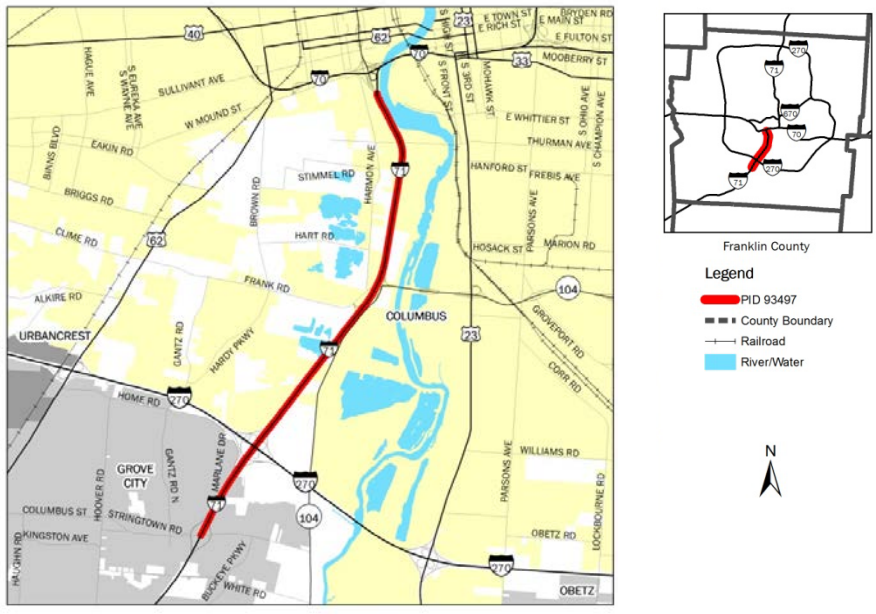 BRYDEN RD
E TOWN ST
E RICH ST
E MAIN ST
E FULTON ST
MOOBERRY ST
S HIGH ST
S FRONT ST
S 3RD ST
MOHAWK ST
40
62
23
70
33
70
HAGUE AVE
S EUREKA AVE
S WAYNE AVE
SULLIVANT AVE
W MOUND ST
E WHITTIER ST
S OHIO AVE
S CHAMPION AVE
THURMAN AVE
BINNS BLVD
EAKIN RD
STIMMEL RD
HARMON AVE
71
HANFORD ST
FREBIS AVE
BRIGGS RD
BROWN RD
PARSONS AVE
CLIME RD
62
HART RD
HOSACK ST
MARION RD
FRANK RD
104
ALKIRE RD
COLUMBUS
GROVEPORT RD
URBANCREST
GANTZ RD
HARDY PKWY
71
23
CORR RD
HOME RD
270
GROVE
CITY
GANTZ RD N
MARLANE DR
PARSONS AVE
WILLIAMS RD
HOOVER RD
270
71
104
LOCKBOURNE RD
COLUMBUS ST
STRINGTOWN RD
KINGSTON AVE
OBETZ RD
HAUGHN RD
BUCKEYE PKWY
WHITE RD
270
OBETZ
270
71
670
70
270
71
Franklin County
Legend
PID 93497
County Boundary
Railroad
River/Water
N